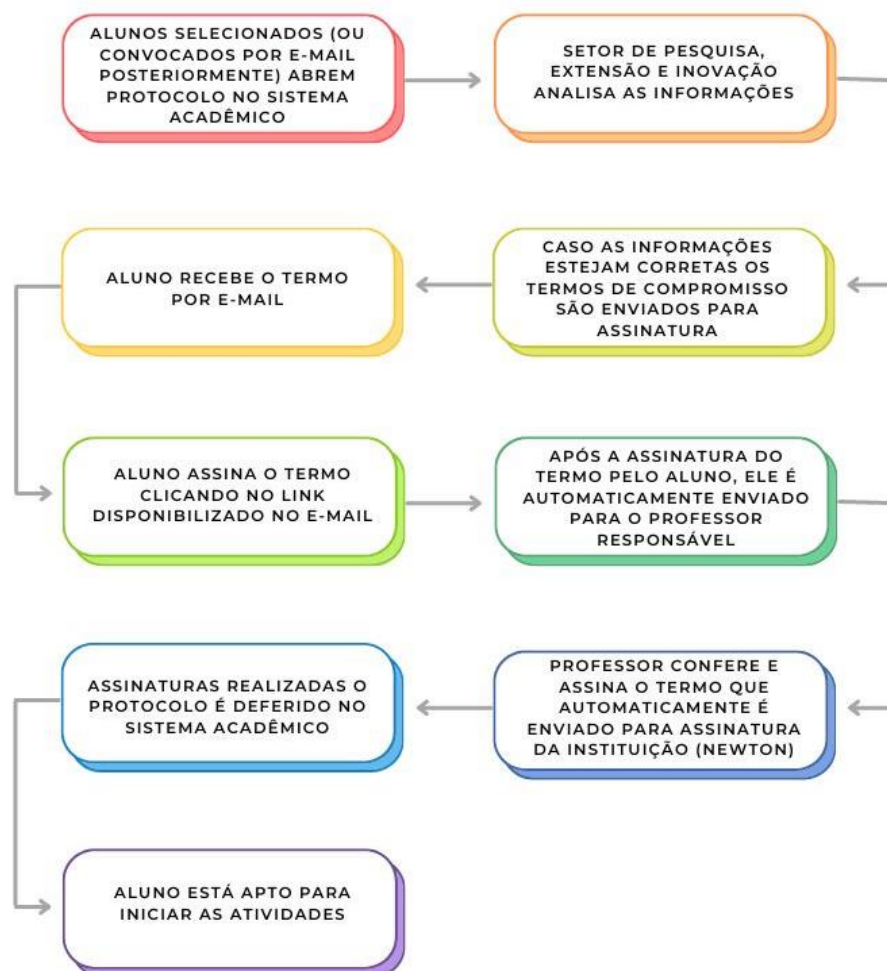 ALUNOS SELECIONADOS (OU
CONVOCADOS POR E-MAIL
POSTERIORMENTE) ABREM
PROTOCOLO NO SISTEMA
ACADÊMICO
SETOR DE PESQUISA,
EXTENSÃO E INOVAÇÃO
ANALISA AS INFORMAÇÕES
CASO AS INFORMAÇÕES
ESTEJAM CORRETAS OS
TERMOS DE COMPROMISSO
SÃO ENVIADOS PARA
ASSINATURA
ALUNO RECEBE O TERMO
POR E-MAIL
ALUNO ASSINA O TERMO
CLICANDO NO LINK
DISPONIBILIZADO NO E-MAIL
APÓS A ASSINATURA DO
TERMO PELO ALUNO, ELE É
AUTOMATICAMENTE ENVIADO
PARA O PROFESSOR
RESPONSÁVEL
PROFESSOR CONFERE E
ASSINA O TERMO QUE
AUTOMATICAMENTE É
ENVIADO PARA ASSINATURA
DA INSTITUIÇÃO (NEWTON)
ASSINATURAS REALIZADAS O
PROTOCOLO É DEFERIDO NO
SISTEMA ACADÊMICO
ALUNO ESTÁ APTO PARA
INICIAR AS ATIVIDADES